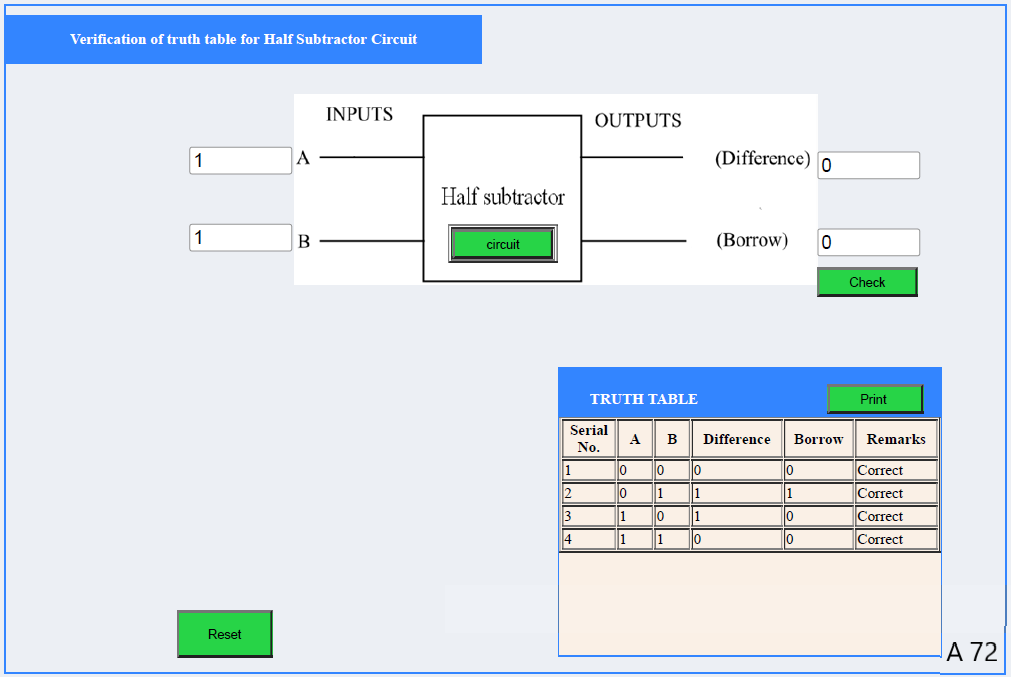 Verification of truth table for Half Subtractor Circuit
INPUTS
OUTPUTS
1 A (Difference) 0
Half subtractor
1 B (Borrow) 0
circuit
Check
TRUTH TABLE Print
Serial No. A B Difference Borrow Remarks
1 0 0 0 0 Correct
2 0 1 1 1 Correct
3 1 0 1 0 Correct
4 1 1 0 0 Correct
Reset
A 72